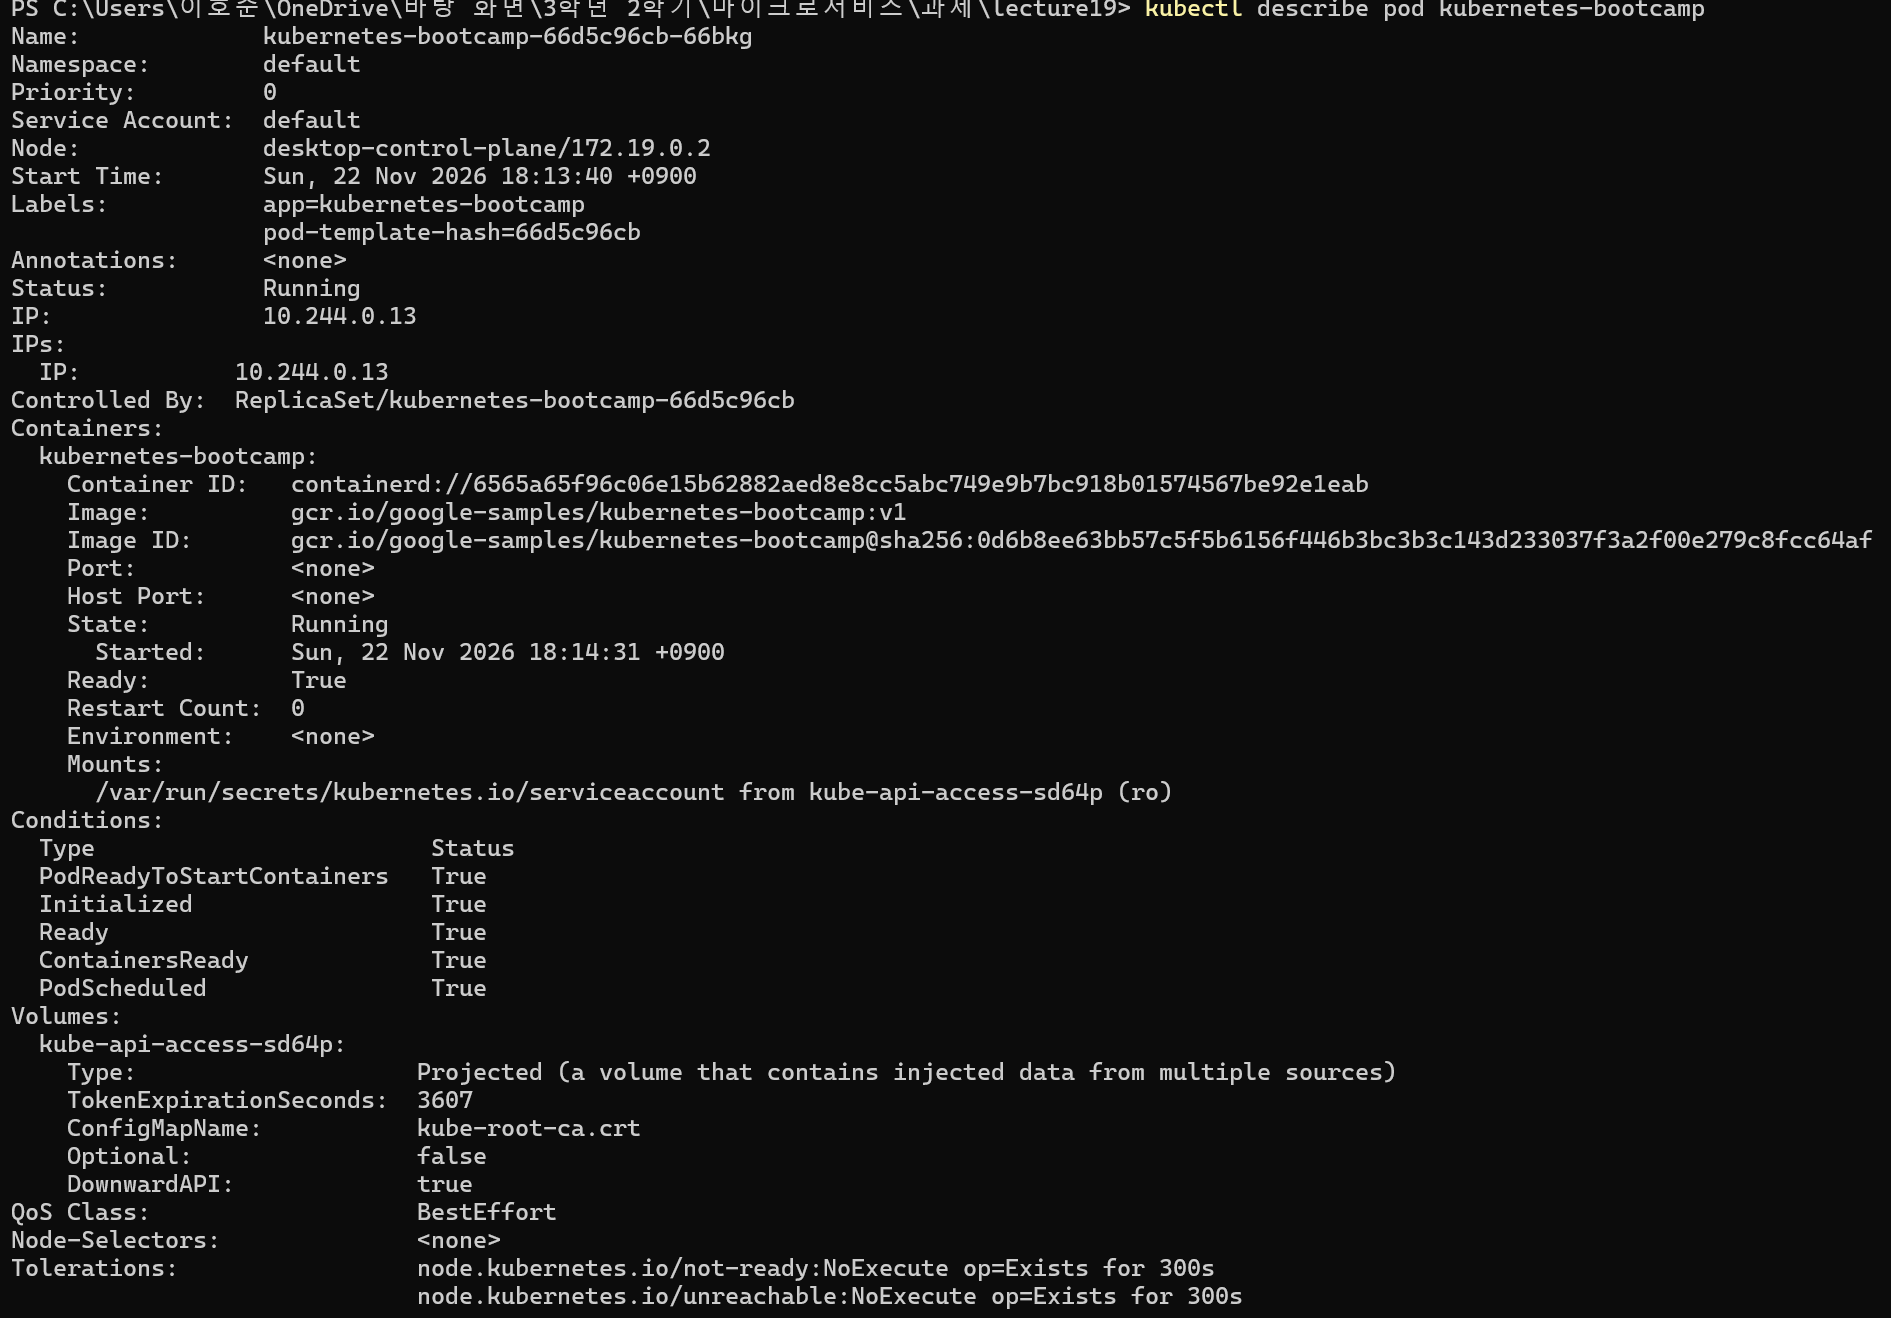 PS C:\Users\이호준\OneDrive\바탕 화면\3학년 2학기\마이크로서비스\과제\lecture19> kubectl describe pod kubernetes-bootcamp
Name:             kubernetes-bootcamp-66d5c96cb-66bkg
Namespace:        default
Priority:         0
Service Account:  default
Node:             desktop-control-plane/172.19.0.2
Start Time:       Sun, 22 Nov 2026 18:13:40 +0900
Labels:           app=kubernetes-bootcamp
                  pod-template-hash=66d5c96cb
Annotations:      <none>
Status:           Running
IP:               10.244.0.13
IPs:
  IP:           10.244.0.13
Controlled By:  ReplicaSet/kubernetes-bootcamp-66d5c96cb
Containers:
  kubernetes-bootcamp:
    Container ID:   containerd://6565a65f96c06e15b62882aed8e8cc5abc749e9b7bc918b01574567be92e1eab
    Image:          gcr.io/google-samples/kubernetes-bootcamp:v1
    Image ID:       gcr.io/google-samples/kubernetes-bootcamp@sha256:0d6b8ee63bb57c5f5b6156f446b3bc3b3c143d233037f3a2f00e279c8fcc64af
    Port:           <none>
    Host Port:      <none>
    State:          Running
      Started:      Sun, 22 Nov 2026 18:14:31 +0900
    Ready:          True
    Restart Count:  0
    Environment:    <none>
    Mounts:
      /var/run/secrets/kubernetes.io/serviceaccount from kube-api-access-sd64p (ro)
Conditions:
  Type                        Status
  PodReadyToStartContainers   True
  Initialized                 True
  Ready                       True
  ContainersReady             True
  PodScheduled                True
Volumes:
  kube-api-access-sd64p:
    Type:                    Projected (a volume that contains injected data from multiple sources)
    TokenExpirationSeconds:  3607
    ConfigMapName:           kube-root-ca.crt
    Optional:                false
    DownwardAPI:             true
QoS Class:                   BestEffort
Node-Selectors:              <none>
Tolerations:                 node.kubernetes.io/not-ready:NoExecute op=Exists for 300s
                             node.kubernetes.io/unreachable:NoExecute op=Exists for 300s